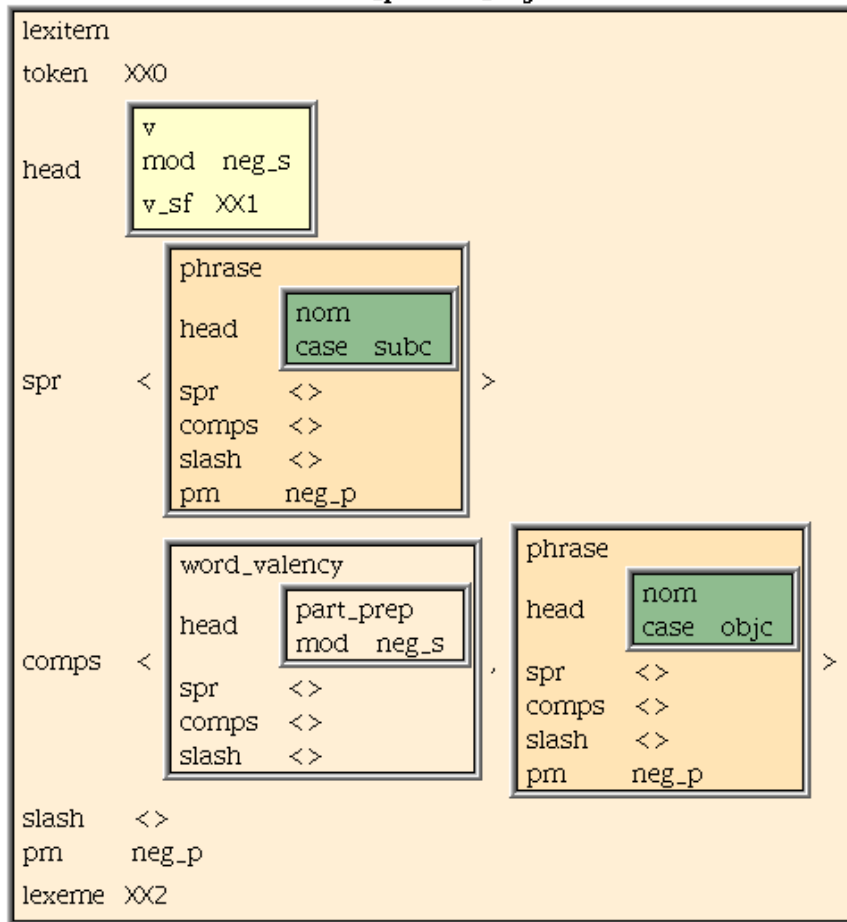 lexitem
token XX0
head
v
mod neg_s
v_sf XX1
spr <
phrase
head
nom
case subc
spr <>
comps <>
slash <>
pm neg_p
>
comps <
word_valency
head
part_prep
mod neg_s
spr <>
comps <>
slash <>
,
phrase
head
nom
case objc
spr <>
comps <>
slash <>
pm neg_p
>
slash <>
pm neg_p
lexeme XX2